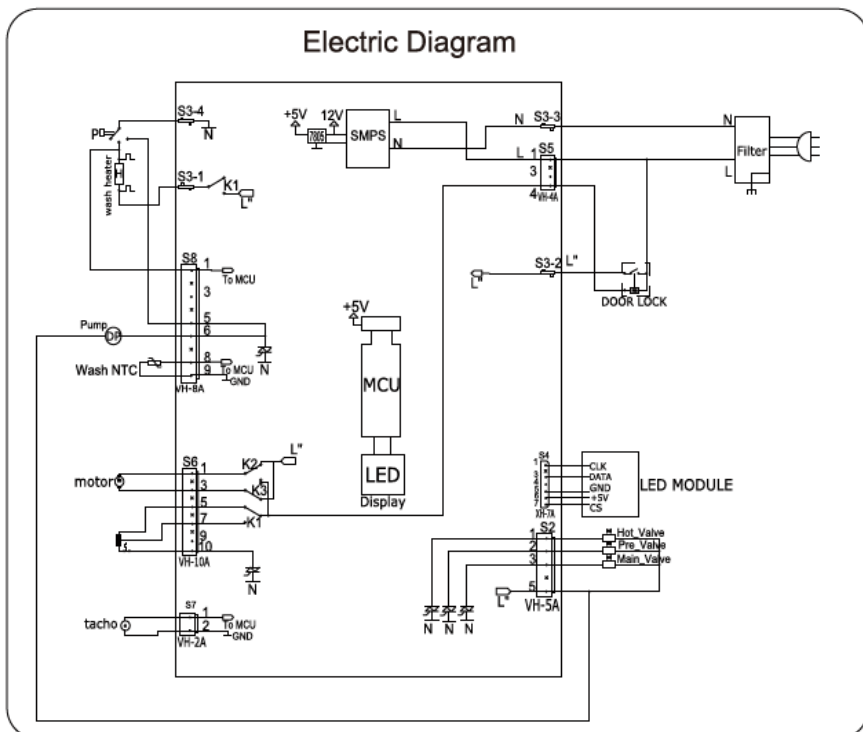 Electric Diagram
S3-4
N
P
wash heater
H
S3-1
K1
L"
+5V
12V
7805
SMPS
L
N
N
S3-3
N
L
S5
1
3
4
VH-4A
Filter
L
S8
1
To MCU
3
5
6
8
To MCU
9
GND
VH-8A
Pump
DP
N
Wash NTC
L"
S3-2
L"
DOOR LOCK
+5V
MCU
LED
Display
motor
S6
1
3
5
7
9
10
VH-10A
K2
L"
K3
K1
N
S4
1
7
XH-7A
CLK
DATA
GND
+5V
CS
LED MODULE
S2
1
2
3
5
VH-5A
Hot_Valve
Pre_Valve
Main_Valve
L"
N
N
N
tacho
S7
1
To MCU
2
GND
VH-2A